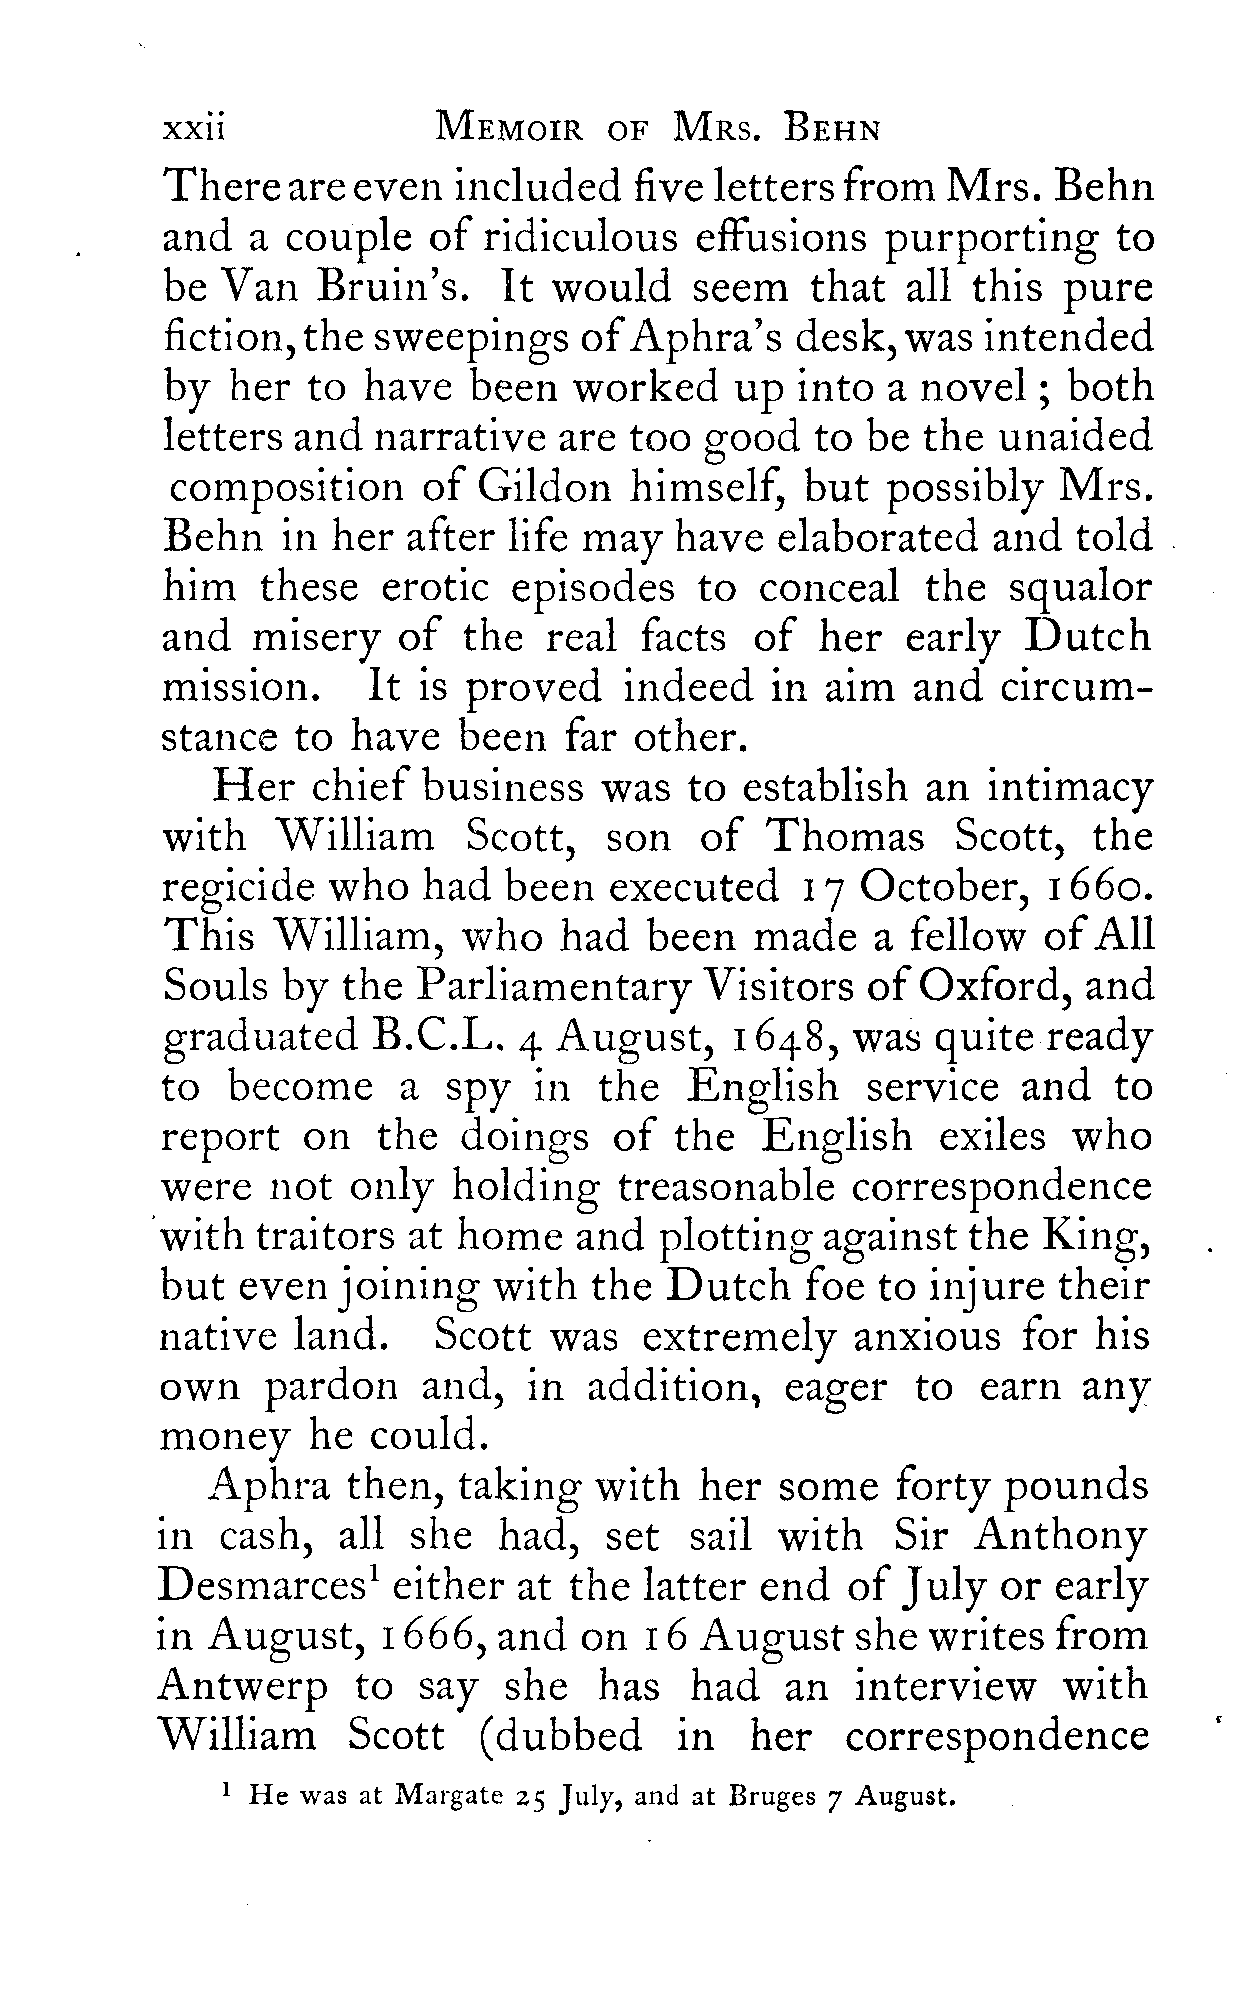 xxii MEMOIR OF MRS. BEHN
There are even included five letters from Mrs. Behn
and a couple of ridiculous effusions purporting to
be Van Bruin's. It would seem that all this pure
fiction, the sweepings of Aphra's desk, was intended
by her to have been worked up into a novel ; both
letters and narrative are too good to be the unaided
composition of Gildon himself, but possibly Mrs.
Behn in her after life may have elaborated and told
him these erotic episodes to conceal the squalor
and misery of the real facts of her early Dutch
mission. It is proved indeed in aim and circum-
stance to have been far other.
Her chief business was to establish an intimacy
with William Scott, son of Thomas Scott, the
regicide who had been executed 17 October, 1660.
This William, who had been made a fellow of All
Souls by the Parliamentary Visitors of Oxford, and
graduated B.C.L. 4 August, 1648, was quite ready
to become a spy in the English service and to
report on the doings of the English exiles who
were not only holding treasonable correspondence
with traitors at home and plotting against the King,
but even joining with the Dutch foe to injure their
native land. Scott was extremely anxious for his
own pardon and, in addition, eager to earn any
money he could.
Aphra then, taking with her some forty pounds
in cash, all she had, set sail with Sir Anthony
Desmarces¹ either at the latter end of July or early
in August, 1666, and on 16 August she writes from
Antwerp to say she has had an interview with
William Scott (dubbed in her correspondence
¹ He was at Margate 25 July, and at Bruges 7 August.